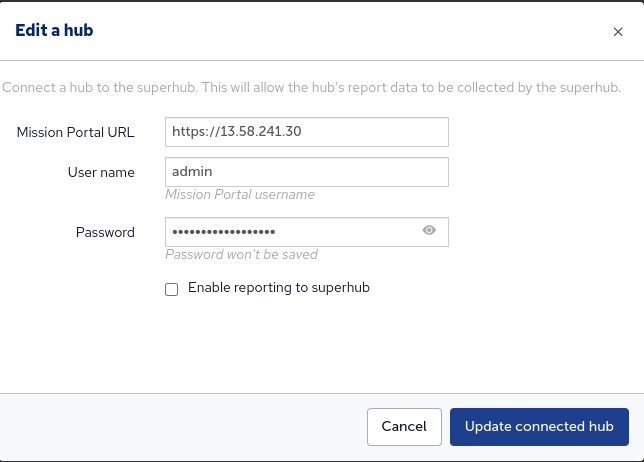 Edit a hub
×
Connect a hub to the superhub. This will allow the hub's report data to be collected by the superhub.
Mission Portal URL https://13.58.241.30
User name admin
Mission Portal username
Password ••••••••••••••••••
Password won't be saved
Enable reporting to superhub
Cancel Update connected hub